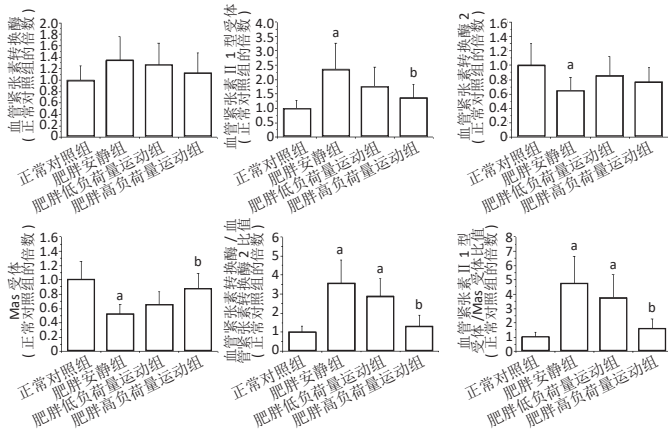 血管紧张素转换酶
(正常对照组的倍数)
2.0
1.8
1.6
1.4
1.2
1.0
0.8
0.6
0.4
0.2
0
正常对照组
肥胖安静组
肥胖低负荷量运动组
肥胖高负荷量运动组
血管紧张素Ⅱ1型受体
(正常对照组的倍数)
4.0
3.5
3.0
2.5
2.0
1.5
1.0
0.5
0
a
b
正常对照组
肥胖安静组
肥胖低负荷量运动组
肥胖高负荷量运动组
血管紧张素转换酶2
(正常对照组的倍数)
1.6
1.4
1.2
1.0
0.8
0.6
0.4
0.2
0
a
正常对照组
肥胖安静组
肥胖低负荷量运动组
肥胖高负荷量运动组
Mas受体
(正常对照组的倍数)
1.6
1.4
1.2
1.0
0.8
0.6
0.4
0.2
0
a
b
正常对照组
肥胖安静组
肥胖低负荷量运动组
肥胖高负荷量运动组
血管紧张素转换酶/血
管紧张素转换酶2比值
(正常对照组的倍数)
6
5
4
3
2
1
0
a
a
b
正常对照组
肥胖安静组
肥胖低负荷量运动组
肥胖高负荷量运动组
血管紧张素Ⅱ1型
受体/Mas受体比值
(正常对照组的倍数)
8
7
6
5
4
3
2
1
0
a
a
b
正常对照组
肥胖安静组
肥胖低负荷量运动组
肥胖高负荷量运动组